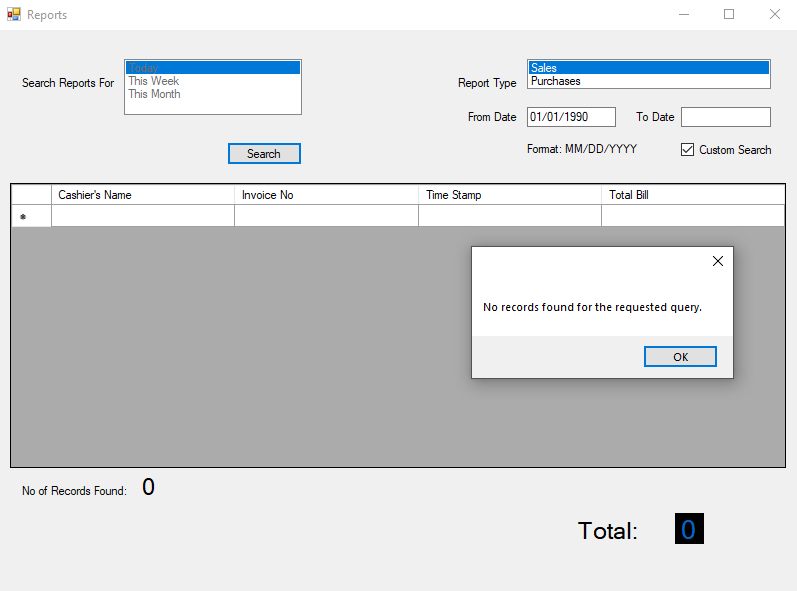 Reports
Search Reports For
Today
This Week
This Month
Report Type
Sales
Purchases
From Date 01/01/1990 To Date
Format: MM/DD/YYYY
Custom Search
Search
Cashier's Name Invoice No Time Stamp Total Bill
No records found for the requested query.
OK
No of Records Found: 0
Total: 0